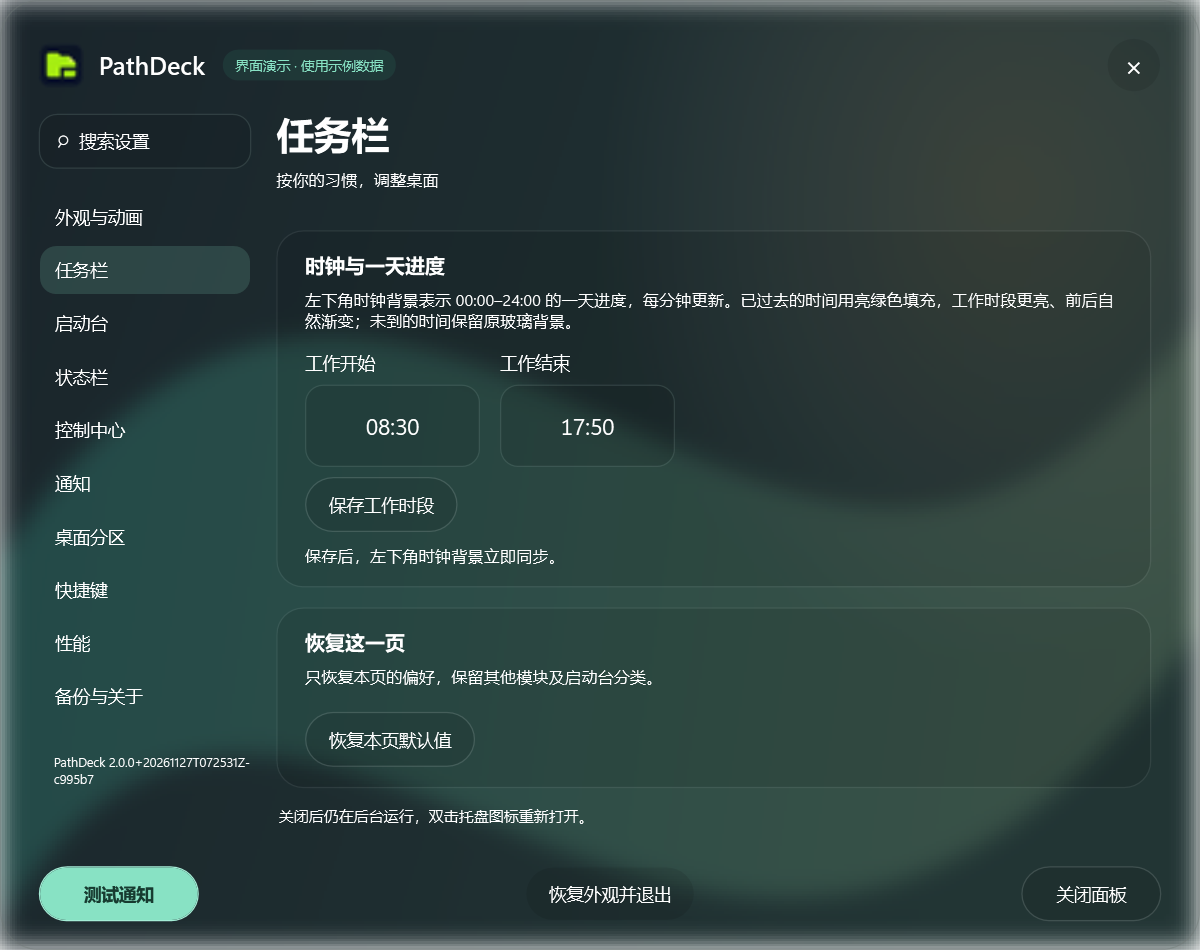 PathDeck
界面演示 · 使用示例数据
×
搜索设置
外观与动画
任务栏
启动台
状态栏
控制中心
通知
桌面分区
快捷键
性能
备份与关于
PathDeck 2.0.0+20261127T072531Z-
c995b7
任务栏
按你的习惯，调整桌面
时钟与一天进度
左下角时钟背景表示 00:00–24:00 的一天进度，每分钟更新。已过去的时间用亮绿色填充，工作时段更亮、前后自
然渐变；未到的时间保留原玻璃背景。
工作开始
工作结束
08:30
17:50
保存工作时段
保存后，左下角时钟背景立即同步。
恢复这一页
只恢复本页的偏好，保留其他模块及启动台分类。
恢复本页默认值
关闭后仍在后台运行，双击托盘图标重新打开。
测试通知
恢复外观并退出
关闭面板